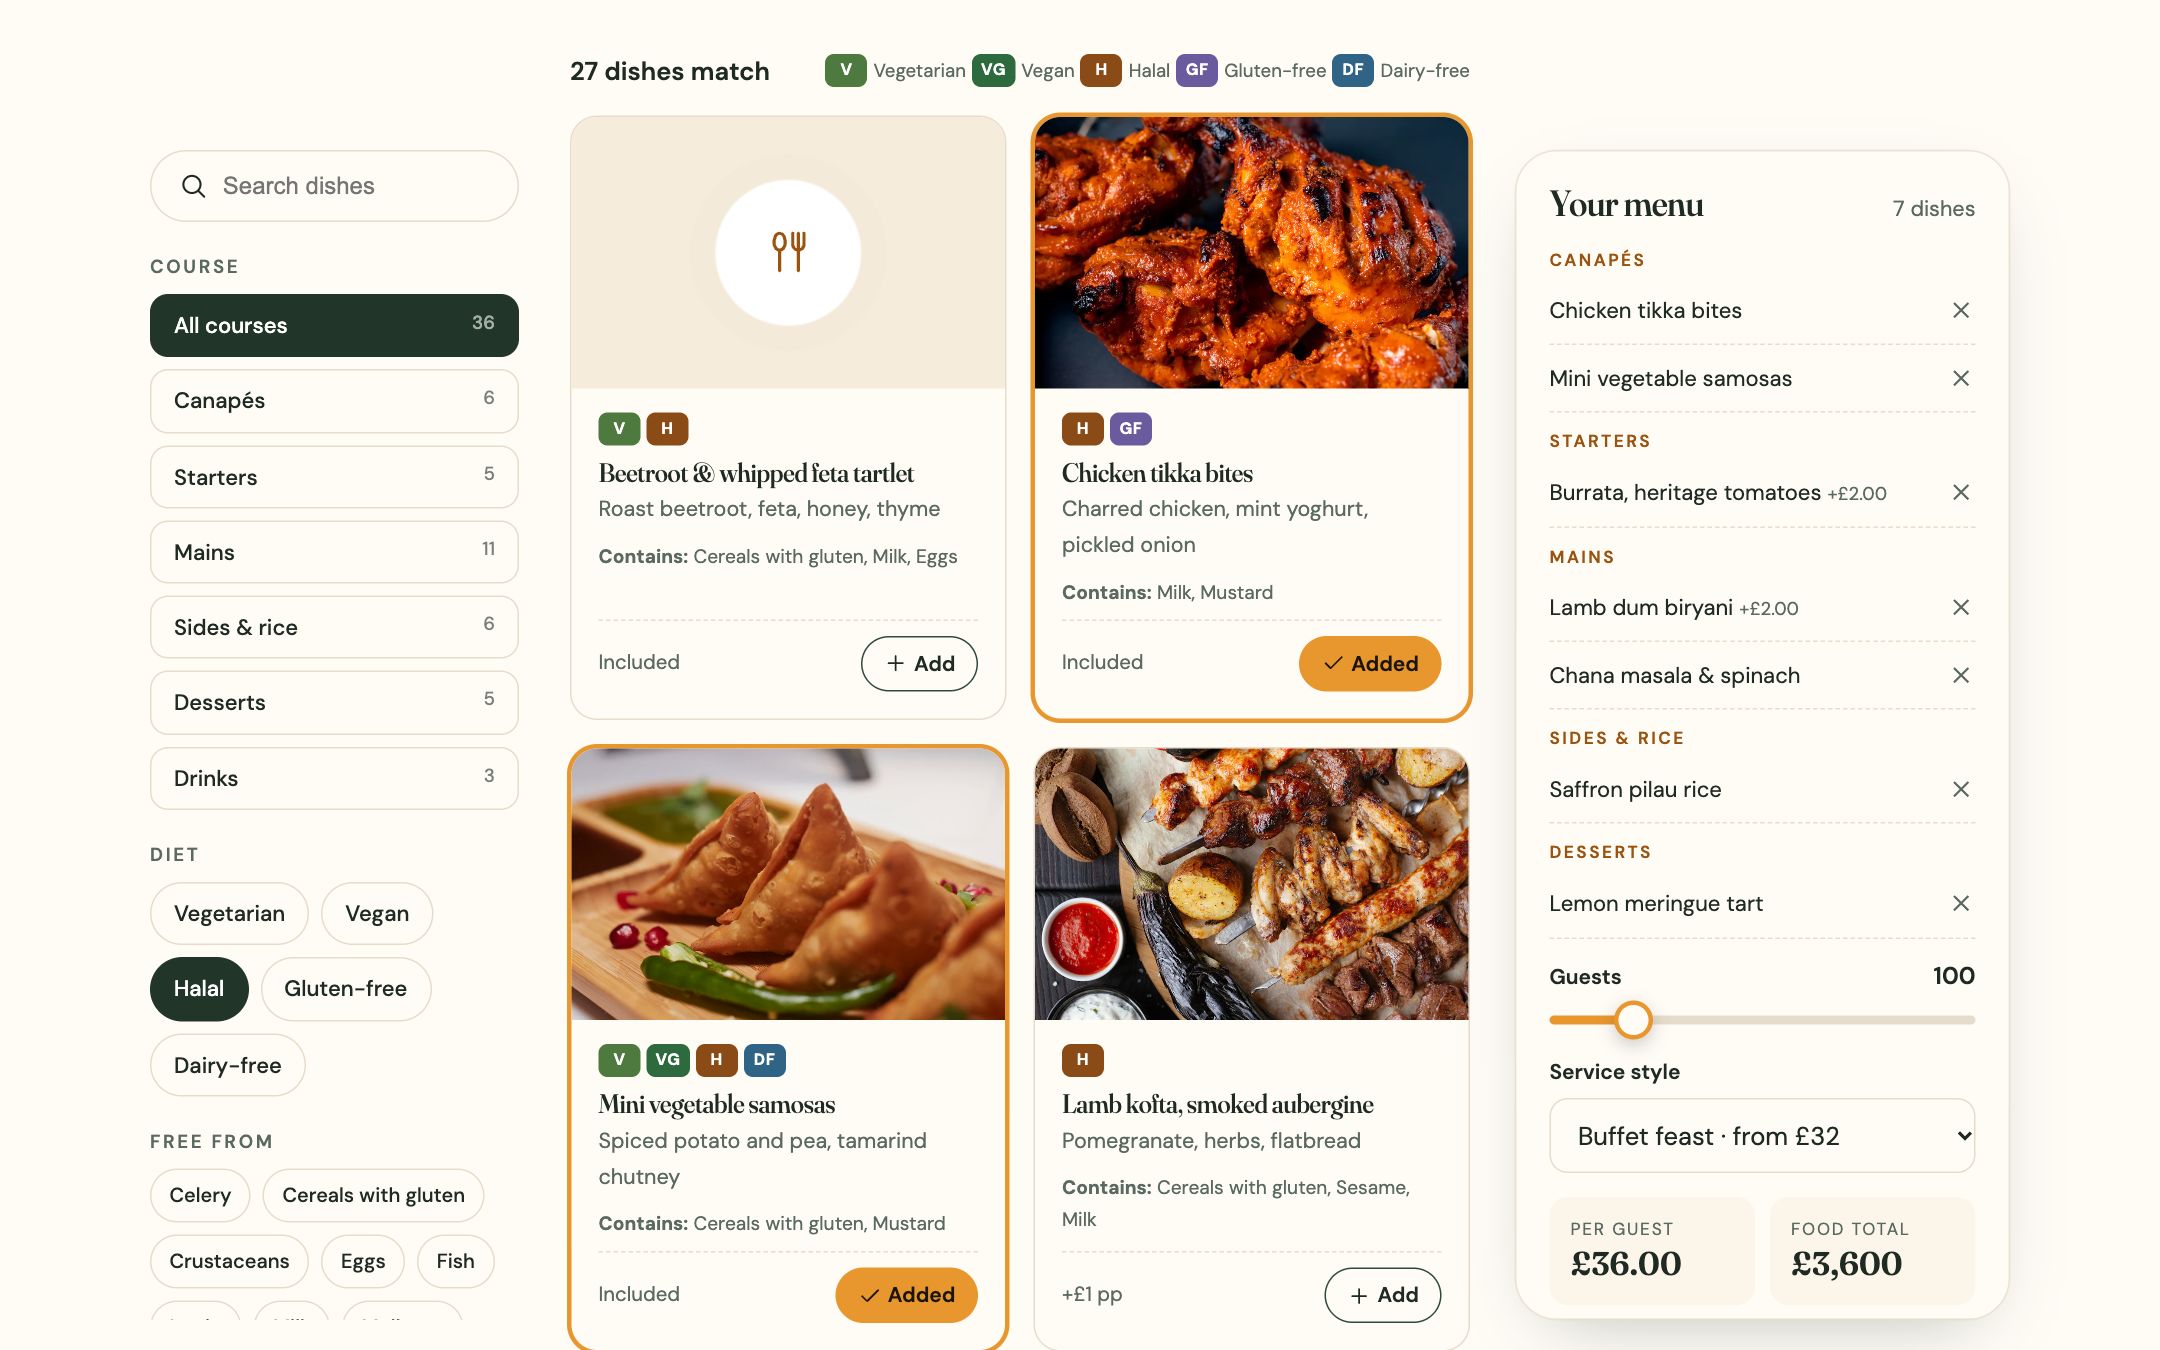 27 dishes match
V Vegetarian VG Vegan H Halal GF Gluten-free DF Dairy-free
Search dishes
COURSE
All courses 36
Canapés 6
Starters 5
Mains 11
Sides & rice 6
Desserts 5
Drinks 3
DIET
Vegetarian Vegan
Halal Gluten-free
Dairy-free
FREE FROM
Celery Cereals with gluten
Crustaceans Eggs Fish
V H
Beetroot & whipped feta tartlet
Roast beetroot, feta, honey, thyme
Contains: Cereals with gluten, Milk, Eggs
Included + Add
H GF
Chicken tikka bites
Charred chicken, mint yoghurt,
pickled onion
Contains: Milk, Mustard
Included Added
V VG H DF
Mini vegetable samosas
Spiced potato and pea, tamarind
chutney
Contains: Cereals with gluten, Mustard
Included Added
H
Lamb kofta, smoked aubergine
Pomegranate, herbs, flatbread
Contains: Cereals with gluten, Sesame,
Milk
+£1 pp + Add
Your menu 7 dishes
CANAPÉS
Chicken tikka bites
Mini vegetable samosas
STARTERS
Burrata, heritage tomatoes +£2.00
MAINS
Lamb dum biryani +£2.00
Chana masala & spinach
SIDES & RICE
Saffron pilau rice
DESSERTS
Lemon meringue tart
Guests 100
Service style
Buffet feast · from £32
PER GUEST
£36.00
FOOD TOTAL
£3,600